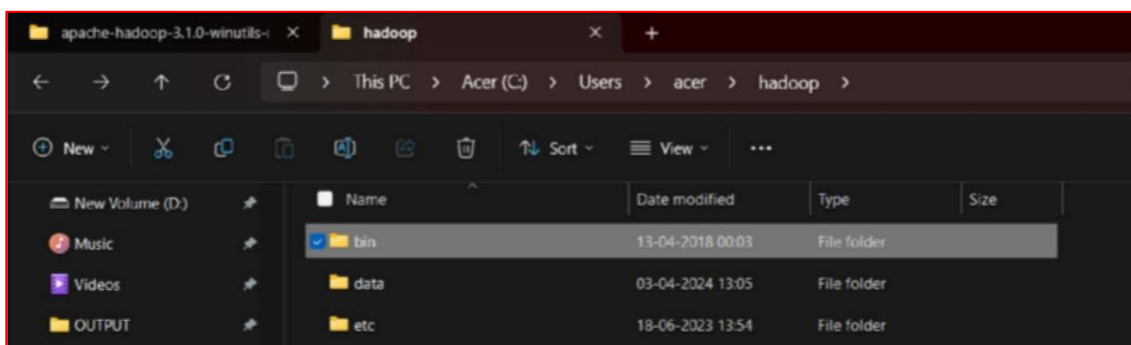 apache-hadoop-3.1.0-winutils- hadoop
This PC > Acer (C:) > Users > acer > hadoop >
New Sort View ...
New Volume (D:) Name Date modified Type Size
Music bin 13-04-2018 00:03 File folder
Videos data 03-04-2024 13:05 File folder
OUTPUT etc 18-06-2023 13:54 File folder